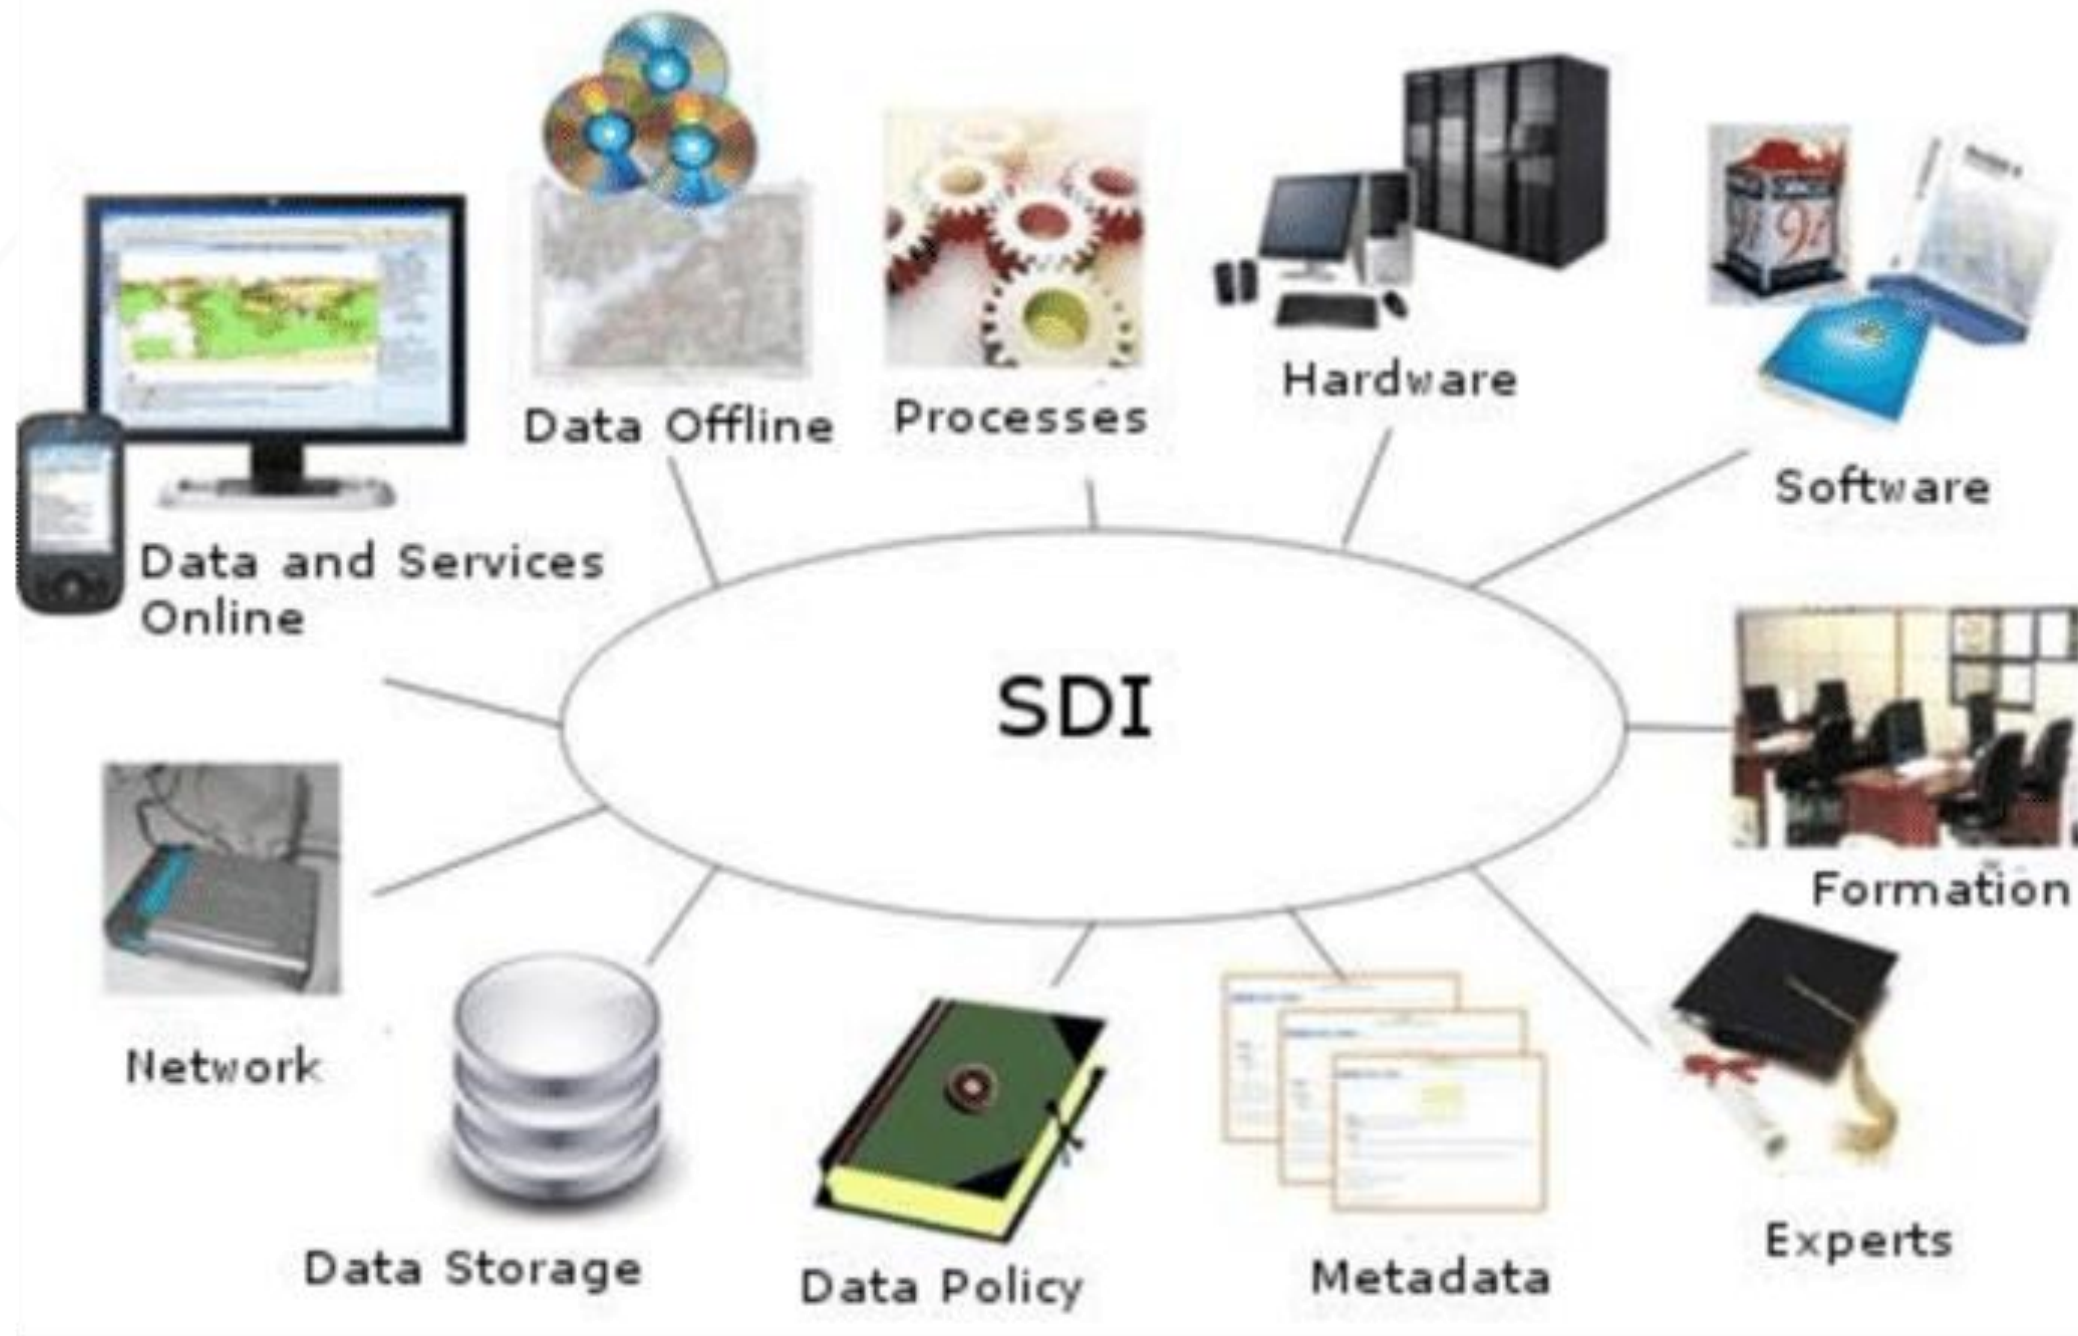 Data Offline
Processes
Hardware
Software
Data and Services
Online
SDI
Formation
Network
Experts
Data Storage
Data Policy
Metadata